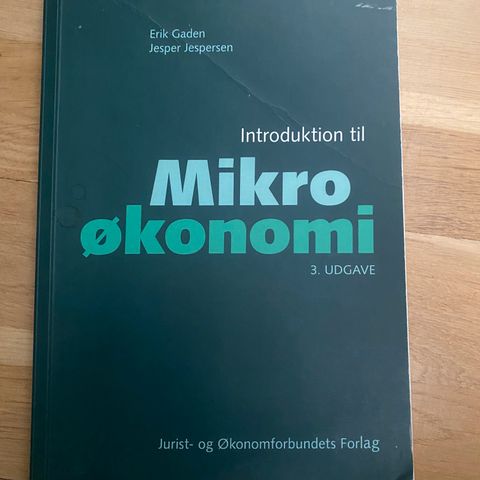 Erik Gaden
Jesper Jespersen
Introduktion til
Mikro
økonomi
3. UDGAVE
Jurist- og Økonomforbundets Forlag